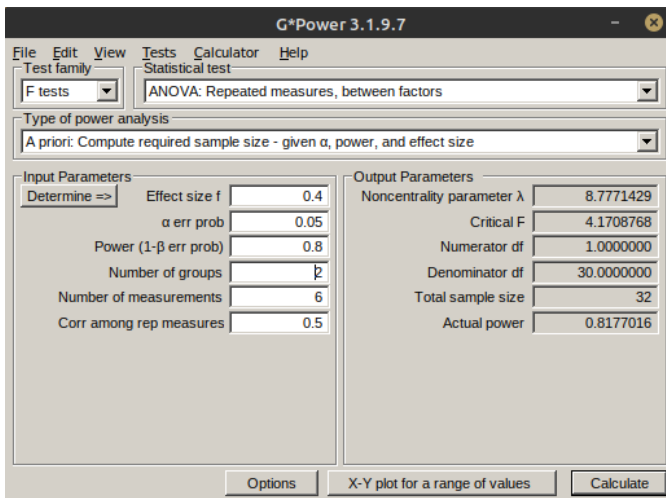 G*Power 3.1.9.7
File Edit View Tests Calculator Help
Test family
Statistical test
F tests
ANOVA: Repeated measures, between factors
Type of power analysis
A priori: Compute required sample size - given α, power, and effect size
Input Parameters
Output Parameters
Determine => Effect size f 0.4 Noncentrality parameter λ 8.7771429
α err prob 0.05 Critical F 4.1708768
Power (1-β err prob) 0.8 Numerator df 1.0000000
Number of groups 2 Denominator df 30.0000000
Number of measurements 6 Total sample size 32
Corr among rep measures 0.5 Actual power 0.8177016
Options X-Y plot for a range of values Calculate